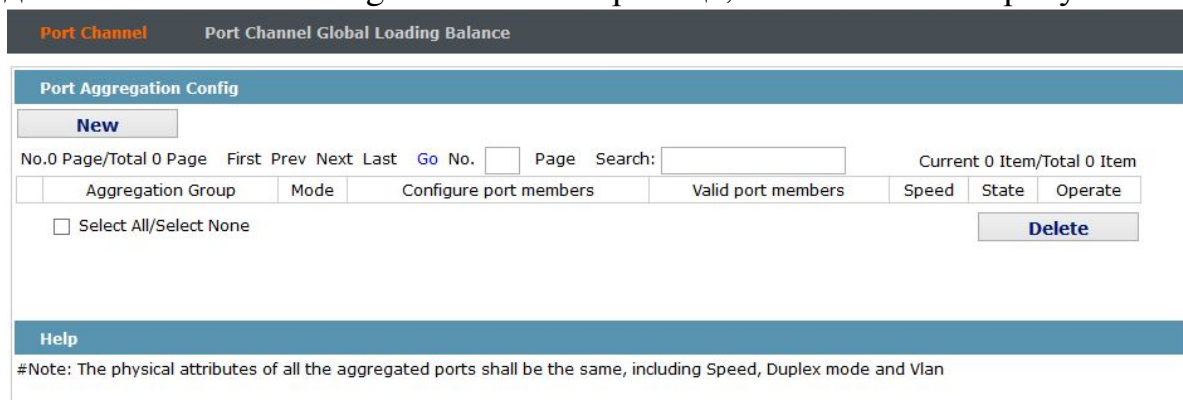 Port Channel Port Channel Global Loading Balance
Port Aggregation Config
New
No.0 Page/Total 0 Page First Prev Next Last Go No. Page Search: Current 0 Item/Total 0 Item
Aggregation Group Mode Configure port members Valid port members Speed State Operate
Select All/Select None Delete
Help
#Note: The physical attributes of all the aggregated ports shall be the same, including Speed, Duplex mode and Vlan